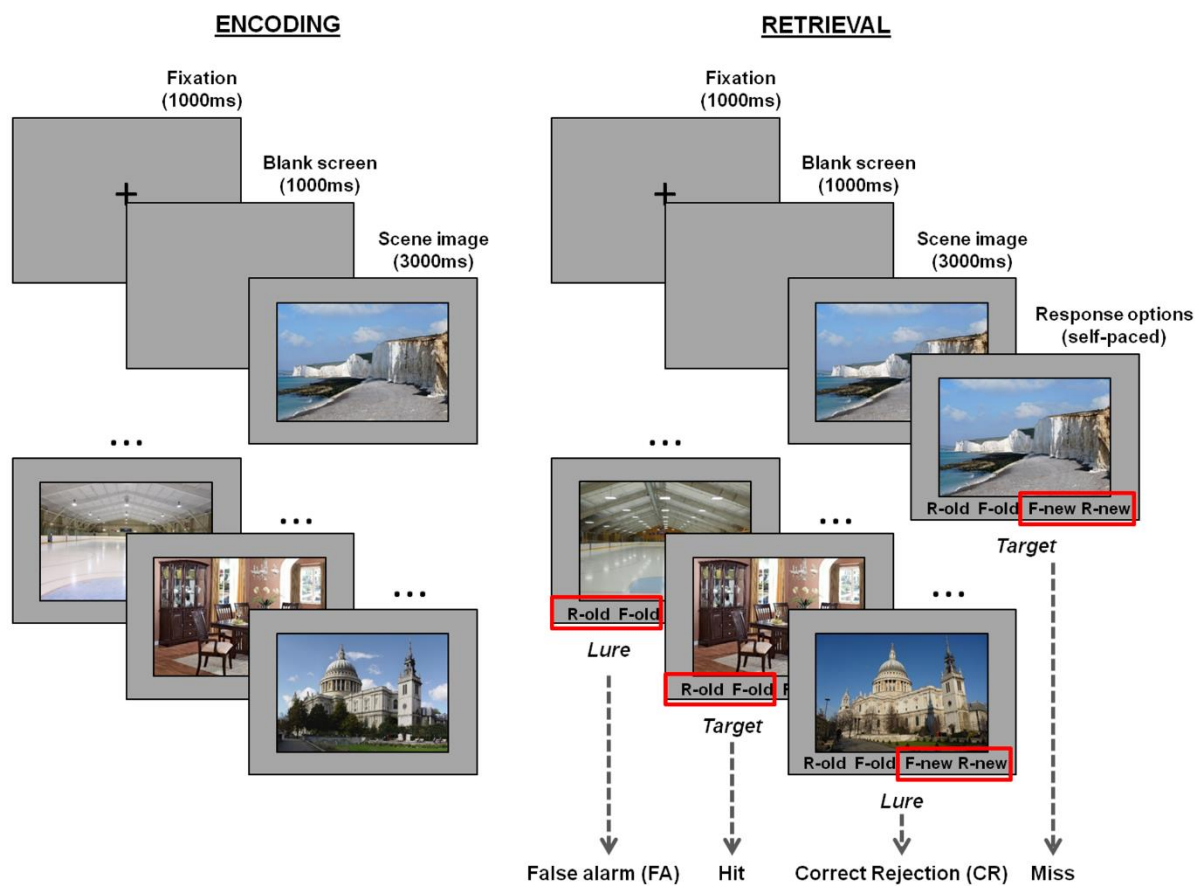 ENCODING
Fixation
(1000ms)
Blank screen
(1000ms)
Scene image
(3000ms)
...
...
...
RETRIEVAL
Fixation
(1000ms)
Blank screen
(1000ms)
Scene image
(3000ms)
Response options
(self-paced)
R-old F-old F-new R-new
Target
...
...
...
R-old F-old
Lure
R-old F-old F
Target
R-old F-old F-new R-new
Lure
False alarm (FA) Hit Correct Rejection (CR) Miss